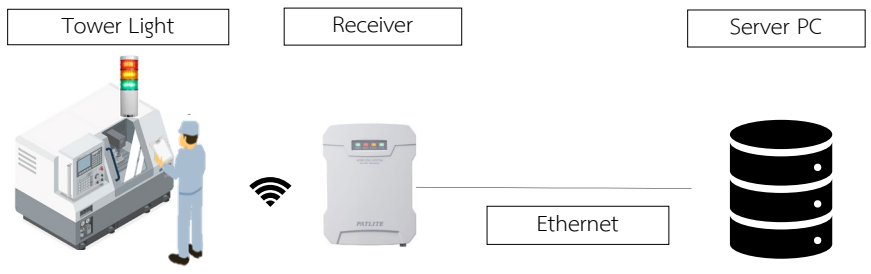 Tower Light
Receiver
Server PC
PATLITE
Ethernet